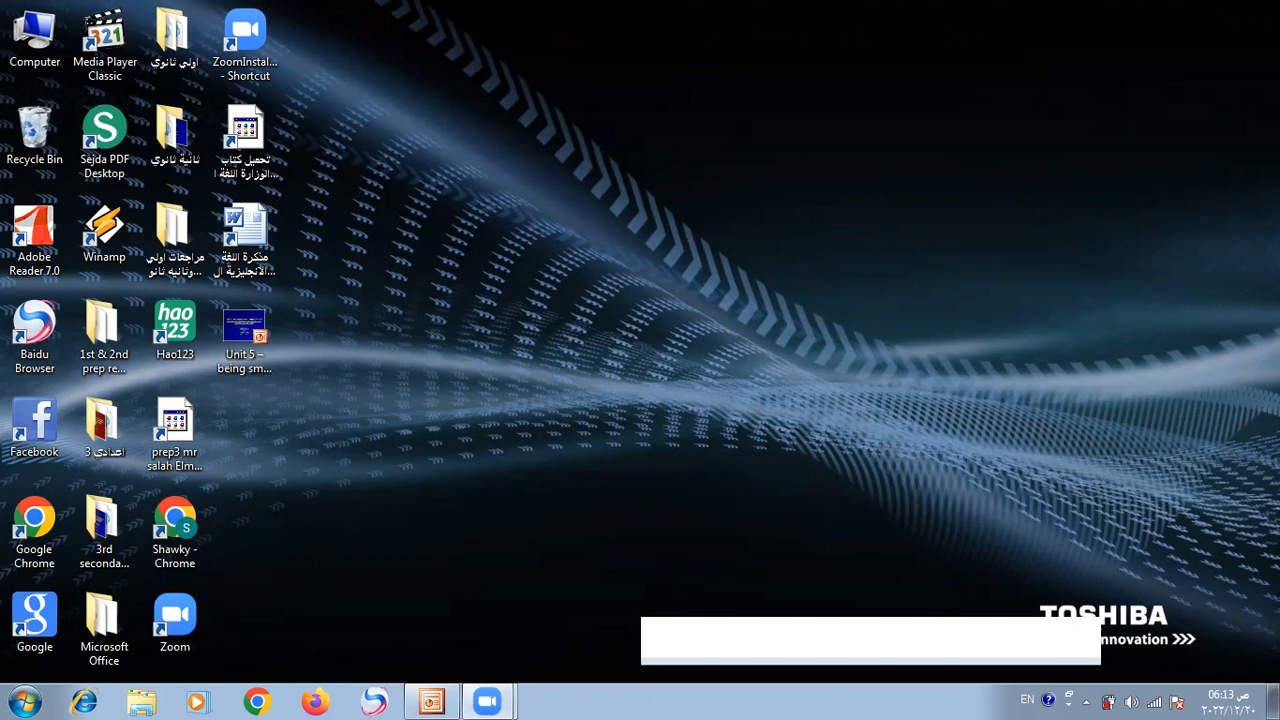 Computer
Media Player
Classic
اولي ثانوي
ZoomInstal...
- Shortcut
Recycle Bin
Sejda PDF
Desktop
ثانية ثانوي
تحميل كتاب
الوزارة اللغة ا...
Adobe
Reader 7.0
Winamp
مراجعات اولي
وثانيه ثانو...
مذكرة اللغة
الانجليزية ال...
Baidu
Browser
1st & 2nd
prep re...
hao
123
Hao123
Unit 5 –
being sm...
Facebook
3 اعدادى
prep3 mr
salah Elm...
Google
Chrome
3rd
seconda...
Shawky -
Chrome
Google
Microsoft
Office
Zoom
TOSHIBA
Innovation >>>
EN
06:13 ص
٢٠٢٢/١٢/٢٠